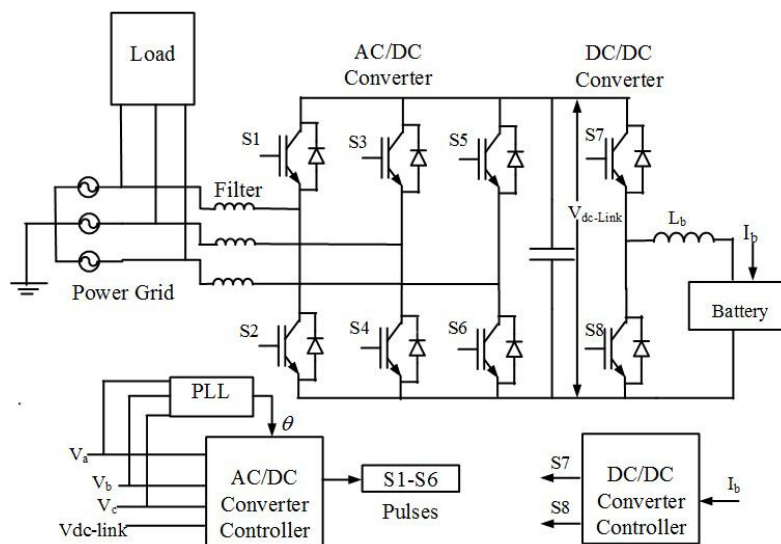 Load
AC/DC
Converter
DC/DC
Converter
S1
S3
S5
S7
Filter
Vdc-Link
Lb
Ib
Power Grid
Battery
S2
S4
S6
S8
PLL
θ
Va
Vb
Vc
Vdc-link
AC/DC
Converter
Controller
S1-S6
Pulses
S7
S8
DC/DC
Converter
Controller
Ib